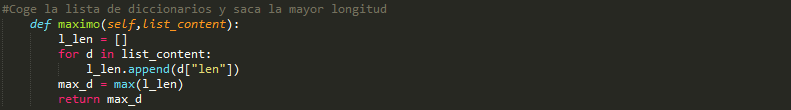 #Coge la lista de diccionarios y saca la mayor longitud
    def maximo(self,list_content):
        l_len = []
        for d in list_content:
            l_len.append(d["len"])
        max_d = max(l_len)
        return max_d